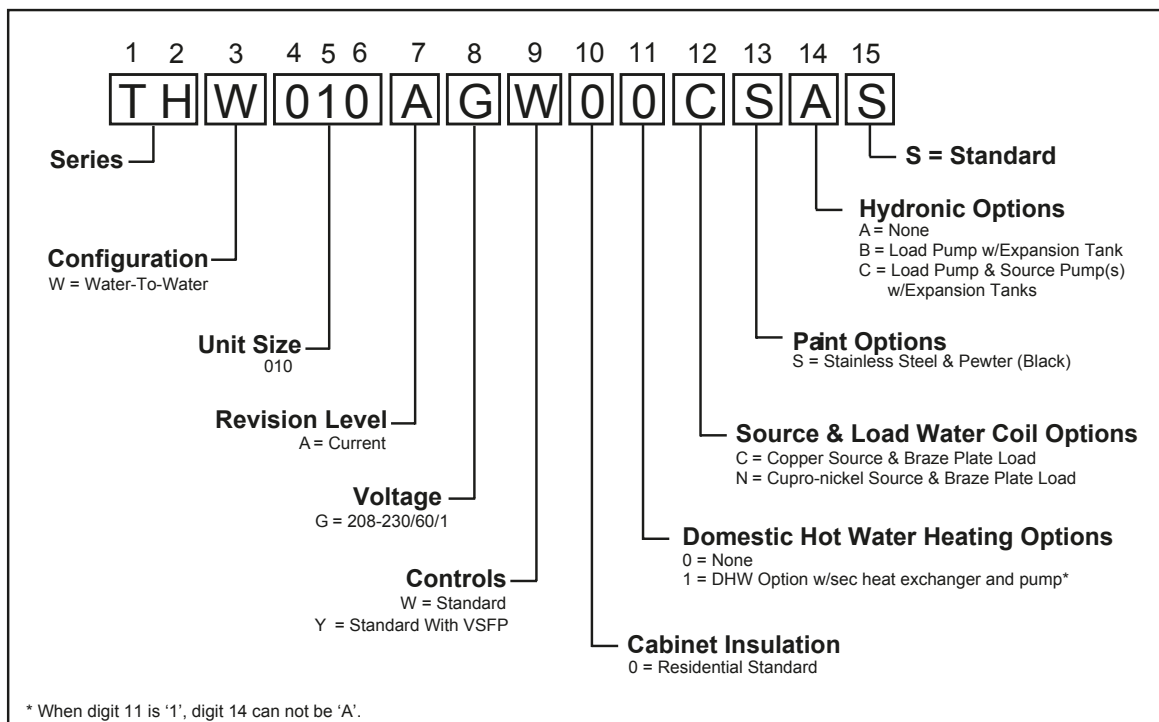 1 2 3 4 5 6 7 8 9 10 11 12 13 14 15
T H W 0 1 0 A G W 0 0 C S A S
Series
S = Standard
Hydronic Options
A = None
B = Load Pump w/Expansion Tank
C = Load Pump & Source Pump(s)
w/Expansion Tanks
Configuration
W = Water-To-Water
Unit Size
010
Paint Options
S = Stainless Steel & Pewter (Black)
Revision Level
A = Current
Source & Load Water Coil Options
C = Copper Source & Braze Plate Load
N = Cupro-nickel Source & Braze Plate Load
Voltage
G = 208-230/60/1
Domestic Hot Water Heating Options
0 = None
1 = DHW Option w/sec heat exchanger and pump*
Controls
W = Standard
Y = Standard With VSFP
Cabinet Insulation
0 = Residential Standard
* When digit 11 is ‘1’, digit 14 can not be ‘A’.